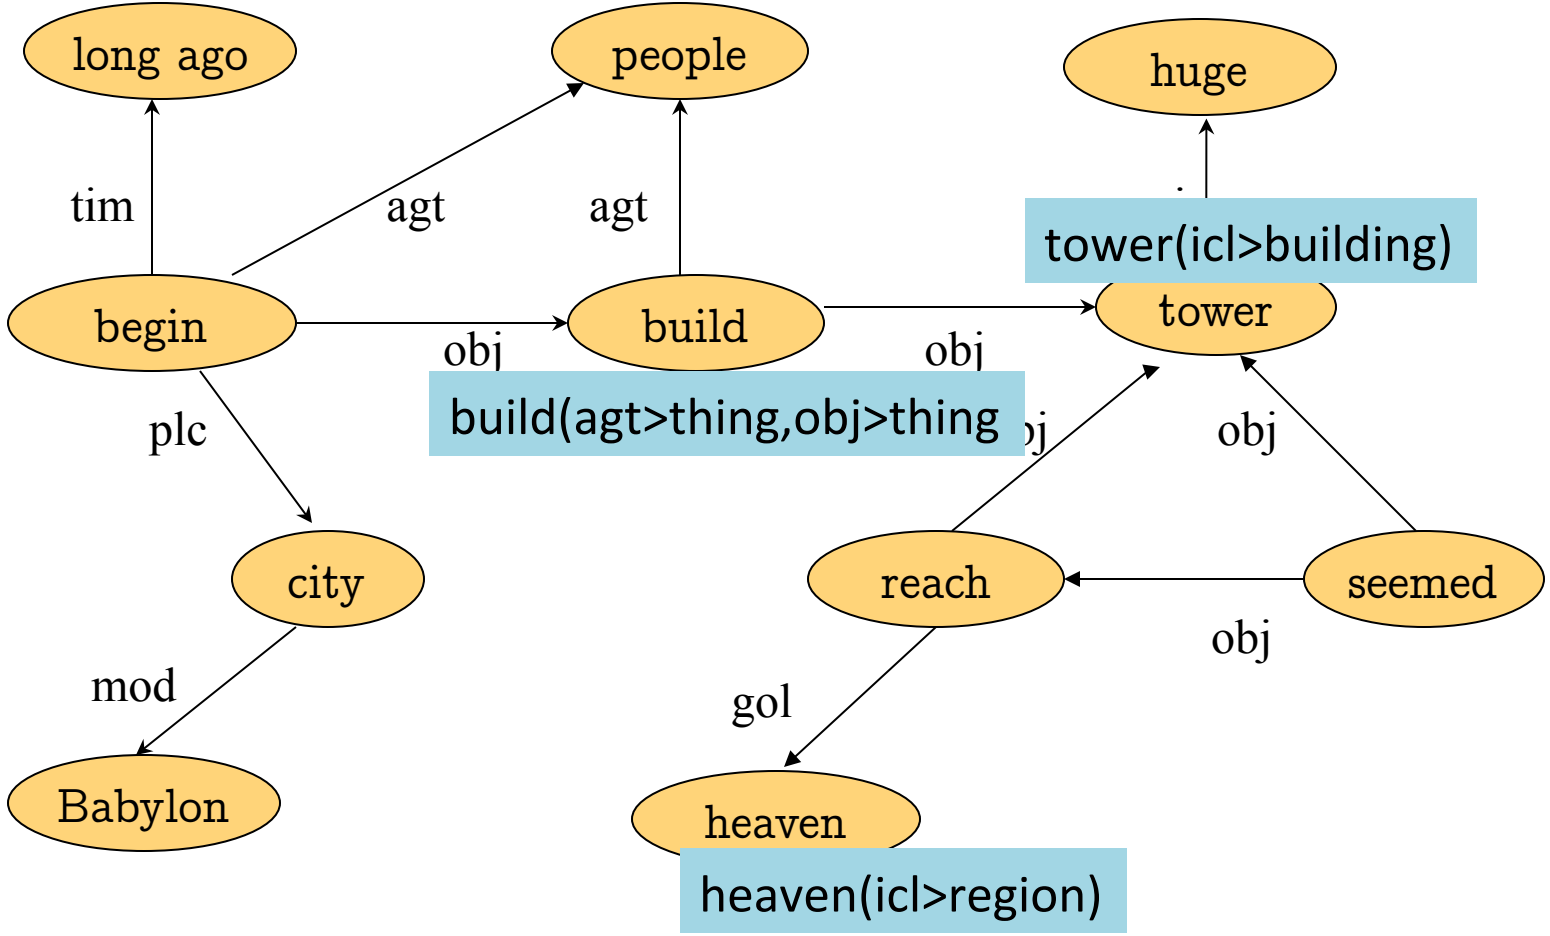 long ago
people
huge
tim
agt
agt
tower(icl>building)
begin
build
tower
obj
obj
build(agt>thing,obj>thing
plc
obj
city
reach
seemed
obj
mod
gol
Babylon
heaven
heaven(icl>region)